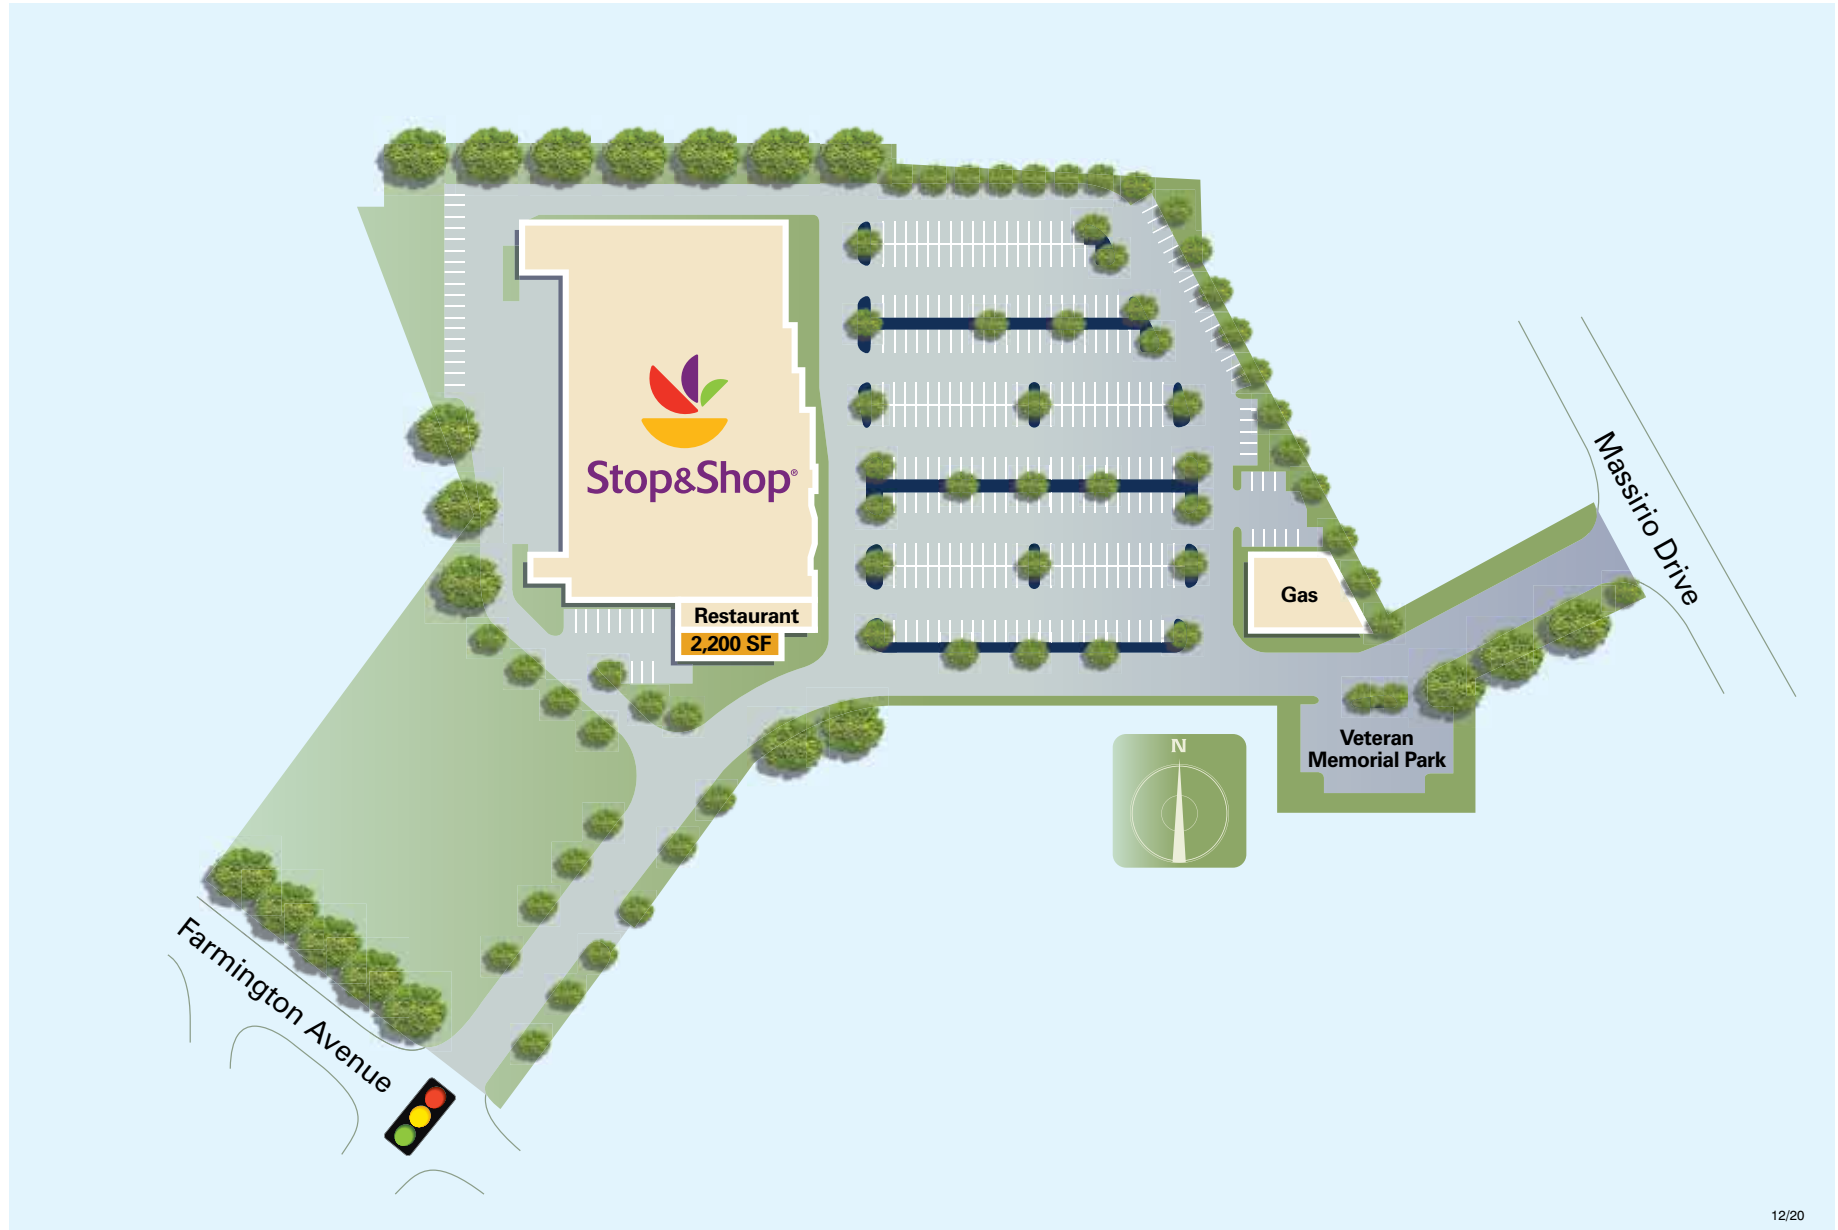 Stop&Shop®
Restaurant
2,200 SF
Gas
Massirio Drive
N
Veteran
Memorial Park
Farmington Avenue
12/20